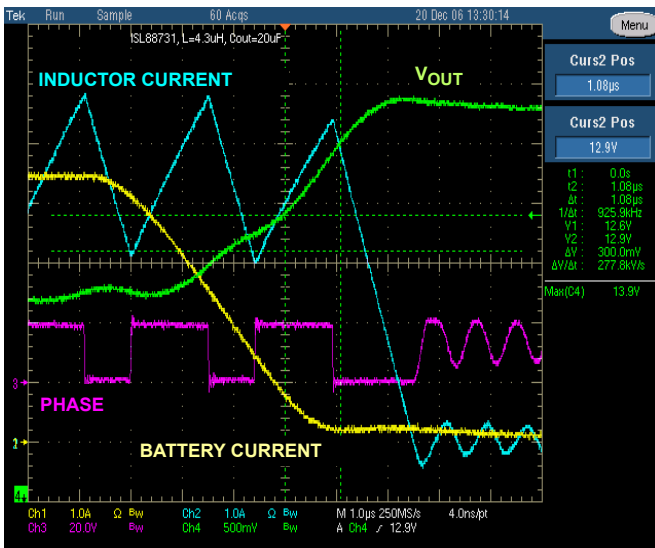 Tek Run Sample 60 Acqs 20 Dec 06 13:30:14
Menu
ISL88731, L=4.3uH, Cout=20uF
INDUCTOR CURRENT
VOUT
Curs2 Pos
1.08µs
Curs2 Pos
12.9V
t1 : 0.0s
t2 : 1.08µs
Δt : 1.08µs
1/Δt : 925.9kHz
V1 : 12.6V
V2 : 12.9V
ΔV : 300.0mV
ΔV/Δt : 277.8kV/s
Max(C4) 13.9V
3
PHASE
BATTERY CURRENT
4
Ch1 1.0A Ω Bw Ch2 1.0A Ω Bw M 1.0µs 250MS/s 4.0ns/pt
Ch3 20.0V Bw Ch4 500mV Bw A Ch4 ∕ 12.9V